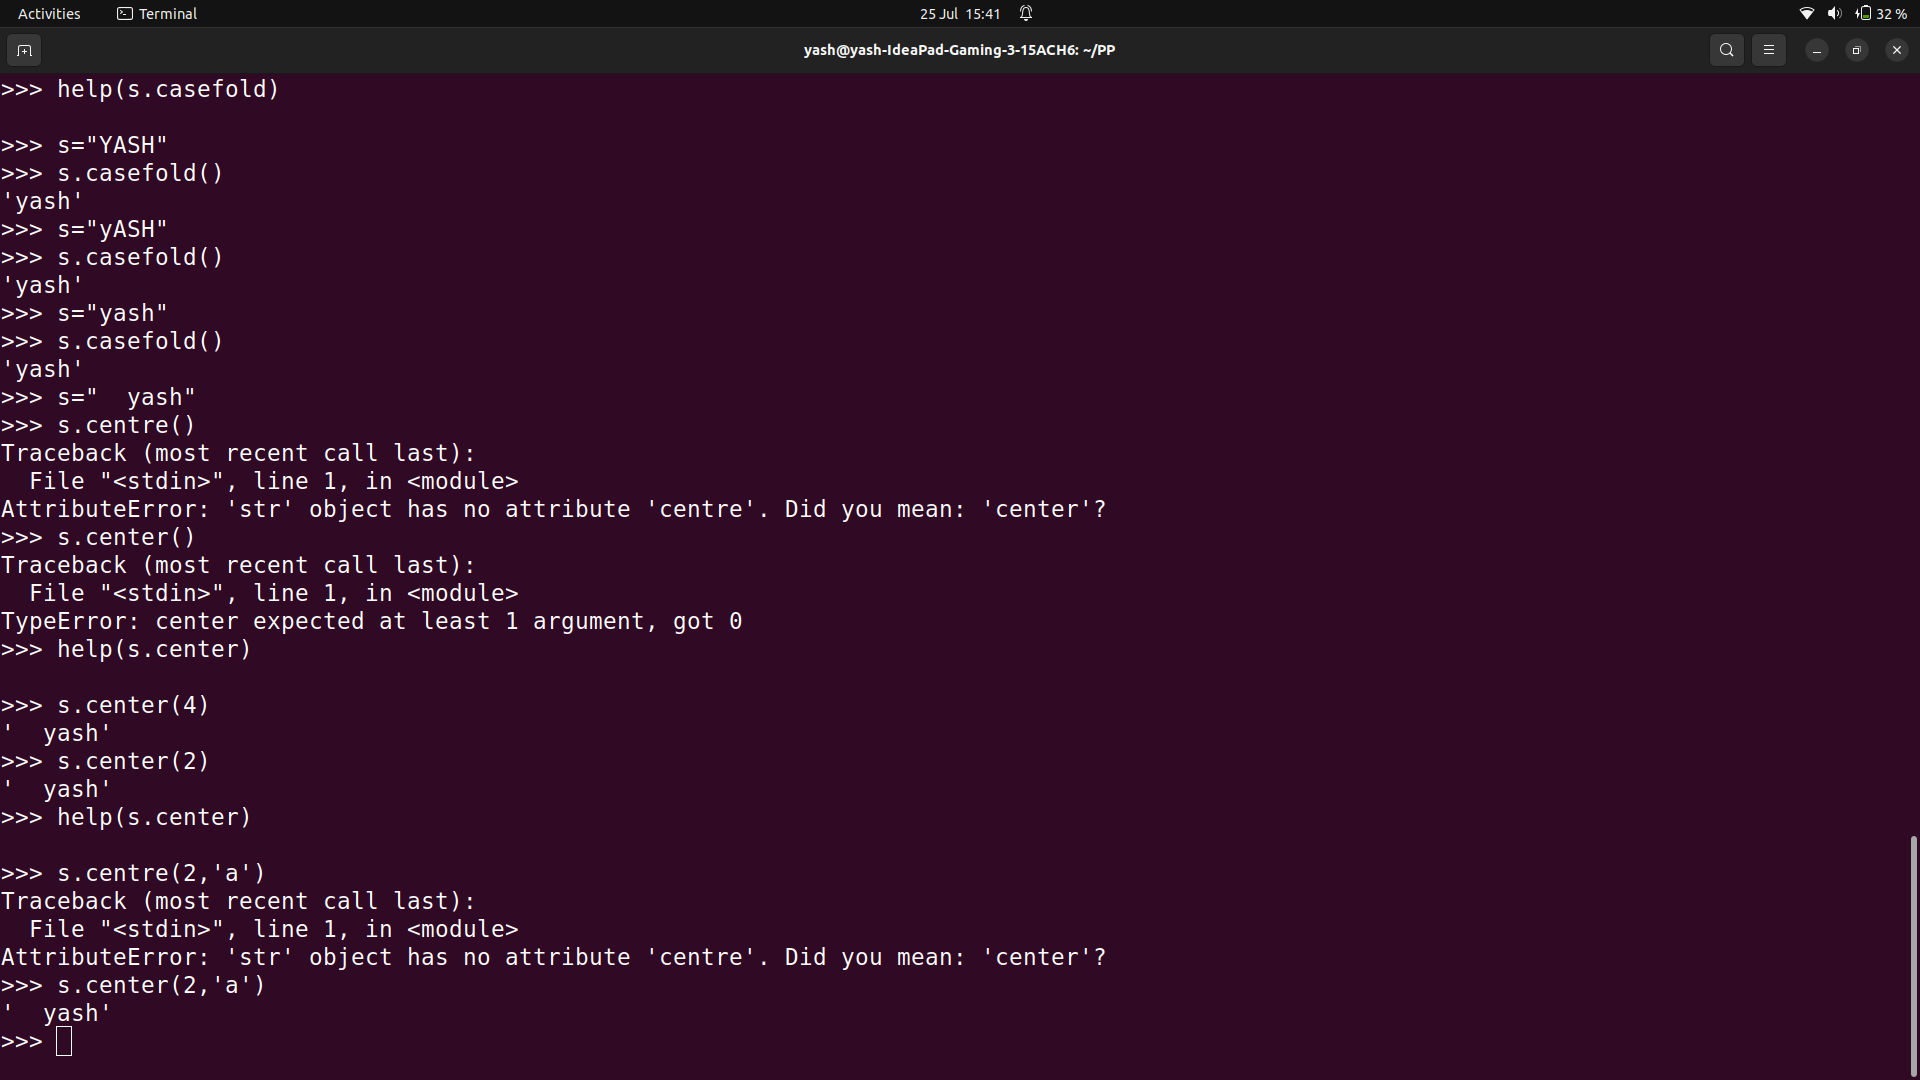 Activities Terminal 25 Jul 15:41 32 %
yash@yash-IdeaPad-Gaming-3-15ACH6: ~/PP
>>> help(s.casefold)

>>> s="YASH"
>>> s.casefold()
'yash'
>>> s="yASH"
>>> s.casefold()
'yash'
>>> s="yash"
>>> s.casefold()
'yash'
>>> s="  yash"
>>> s.centre()
Traceback (most recent call last):
  File "<stdin>", line 1, in <module>
AttributeError: 'str' object has no attribute 'centre'. Did you mean: 'center'?
>>> s.center()
Traceback (most recent call last):
  File "<stdin>", line 1, in <module>
TypeError: center expected at least 1 argument, got 0
>>> help(s.center)

>>> s.center(4)
'  yash'
>>> s.center(2)
'  yash'
>>> help(s.center)

>>> s.centre(2,'a')
Traceback (most recent call last):
  File "<stdin>", line 1, in <module>
AttributeError: 'str' object has no attribute 'centre'. Did you mean: 'center'?
>>> s.center(2,'a')
'  yash'
>>>